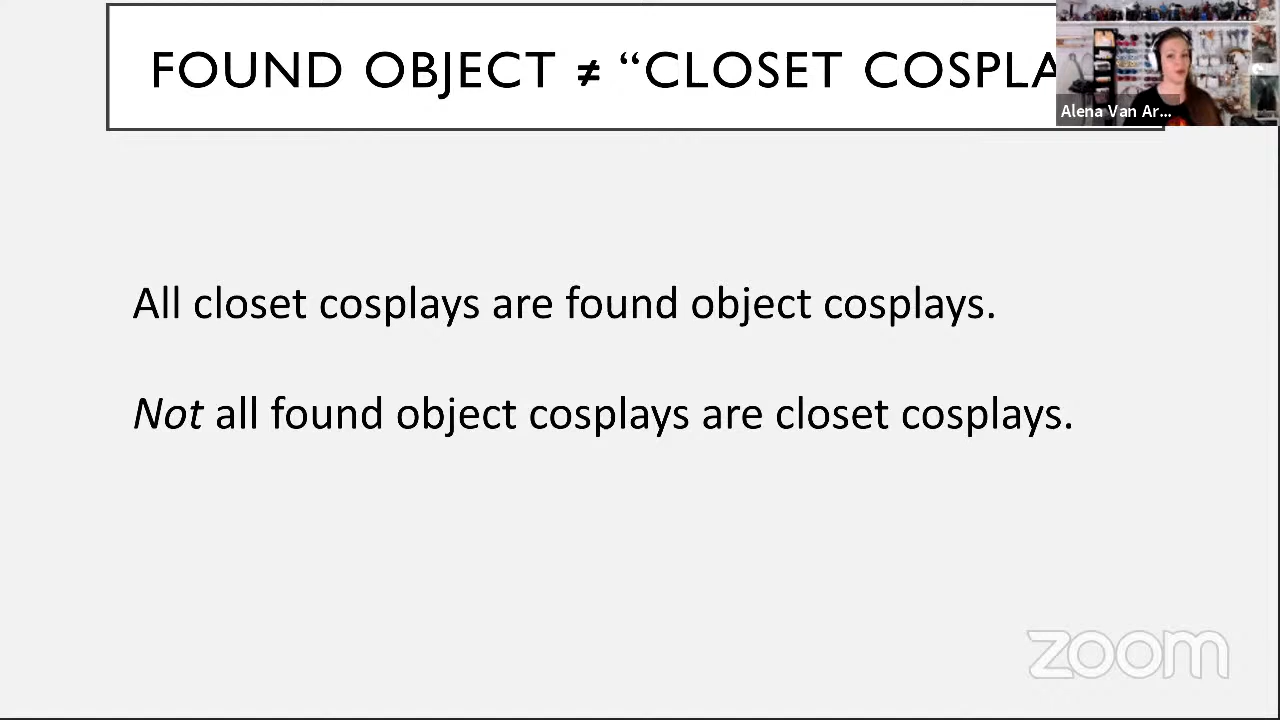 FOUND OBJECT ≠ “CLOSET COSPLA
Alena Van Ar...
All closet cosplays are found object cosplays.
Not all found object cosplays are closet cosplays.
zoom